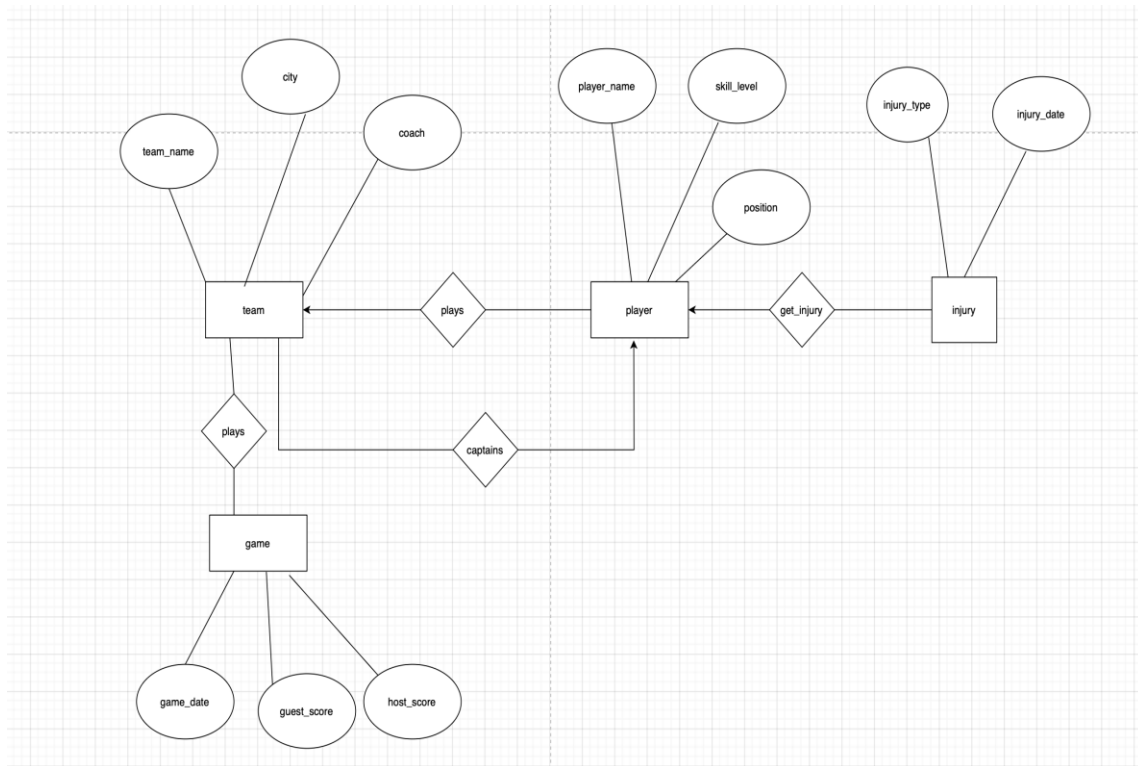 city
player_name
skill_level
injury_type
injury_date
coach
team_name
position
team
plays
player
get_injury
injury
plays
captains
game
game_date
guest_score
host_score